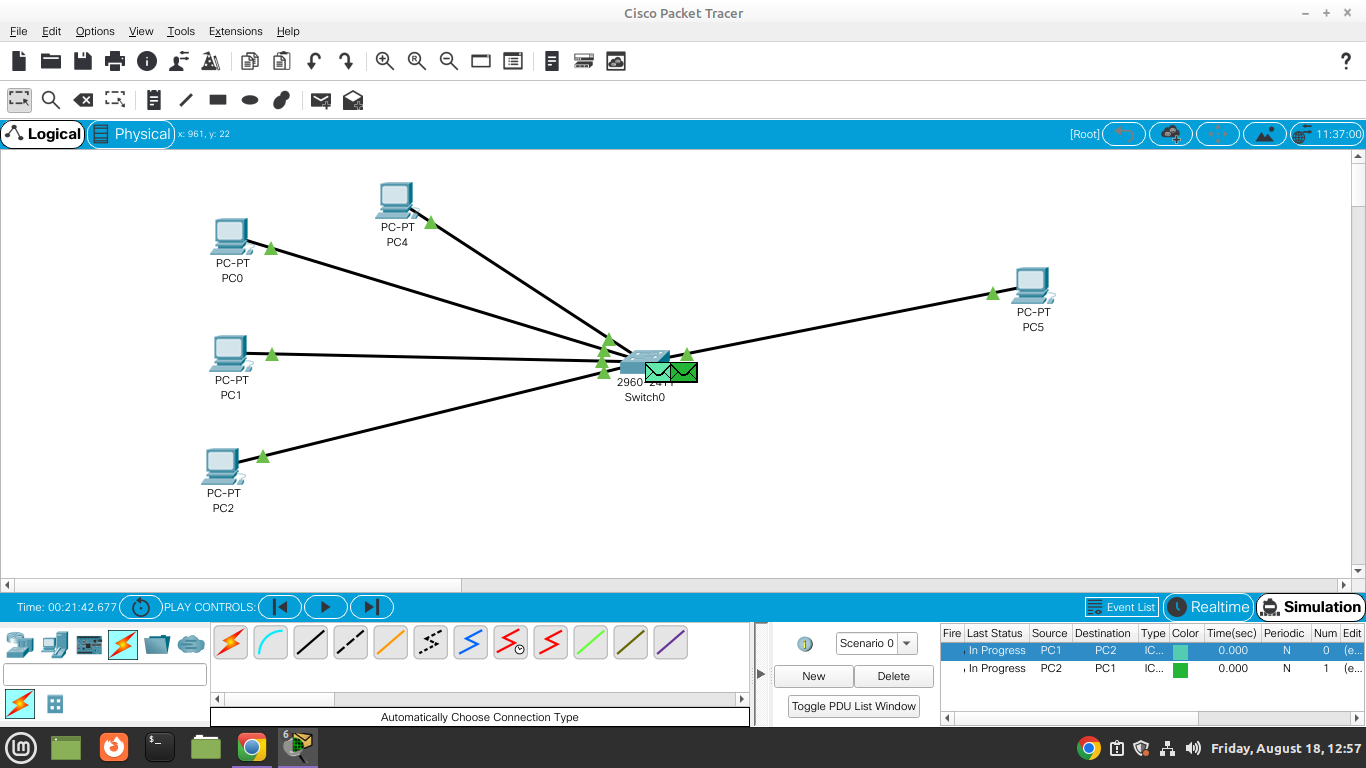 Cisco Packet Tracer
File Edit Options View Tools Extensions Help
?
Logical Physical x: 961, y: 22 [Root] 11:37:00
PC-PT
PC4
PC-PT
PC0
PC-PT
PC5
PC-PT
PC1
2960
Switch0
PC-PT
PC2
Time: 00:21:42.677 PLAY CONTROLS: Event List Realtime Simulation
Scenario 0
New Delete
Toggle PDU List Window
Automatically Choose Connection Type
Fire Last Status Source Destination Type Color Time(sec) Periodic Num Edit
In Progress PC1 PC2 IC... 0.000 N 0 (e...
In Progress PC2 PC1 IC... 0.000 N 1 (e...
6
Friday, August 18, 12:57